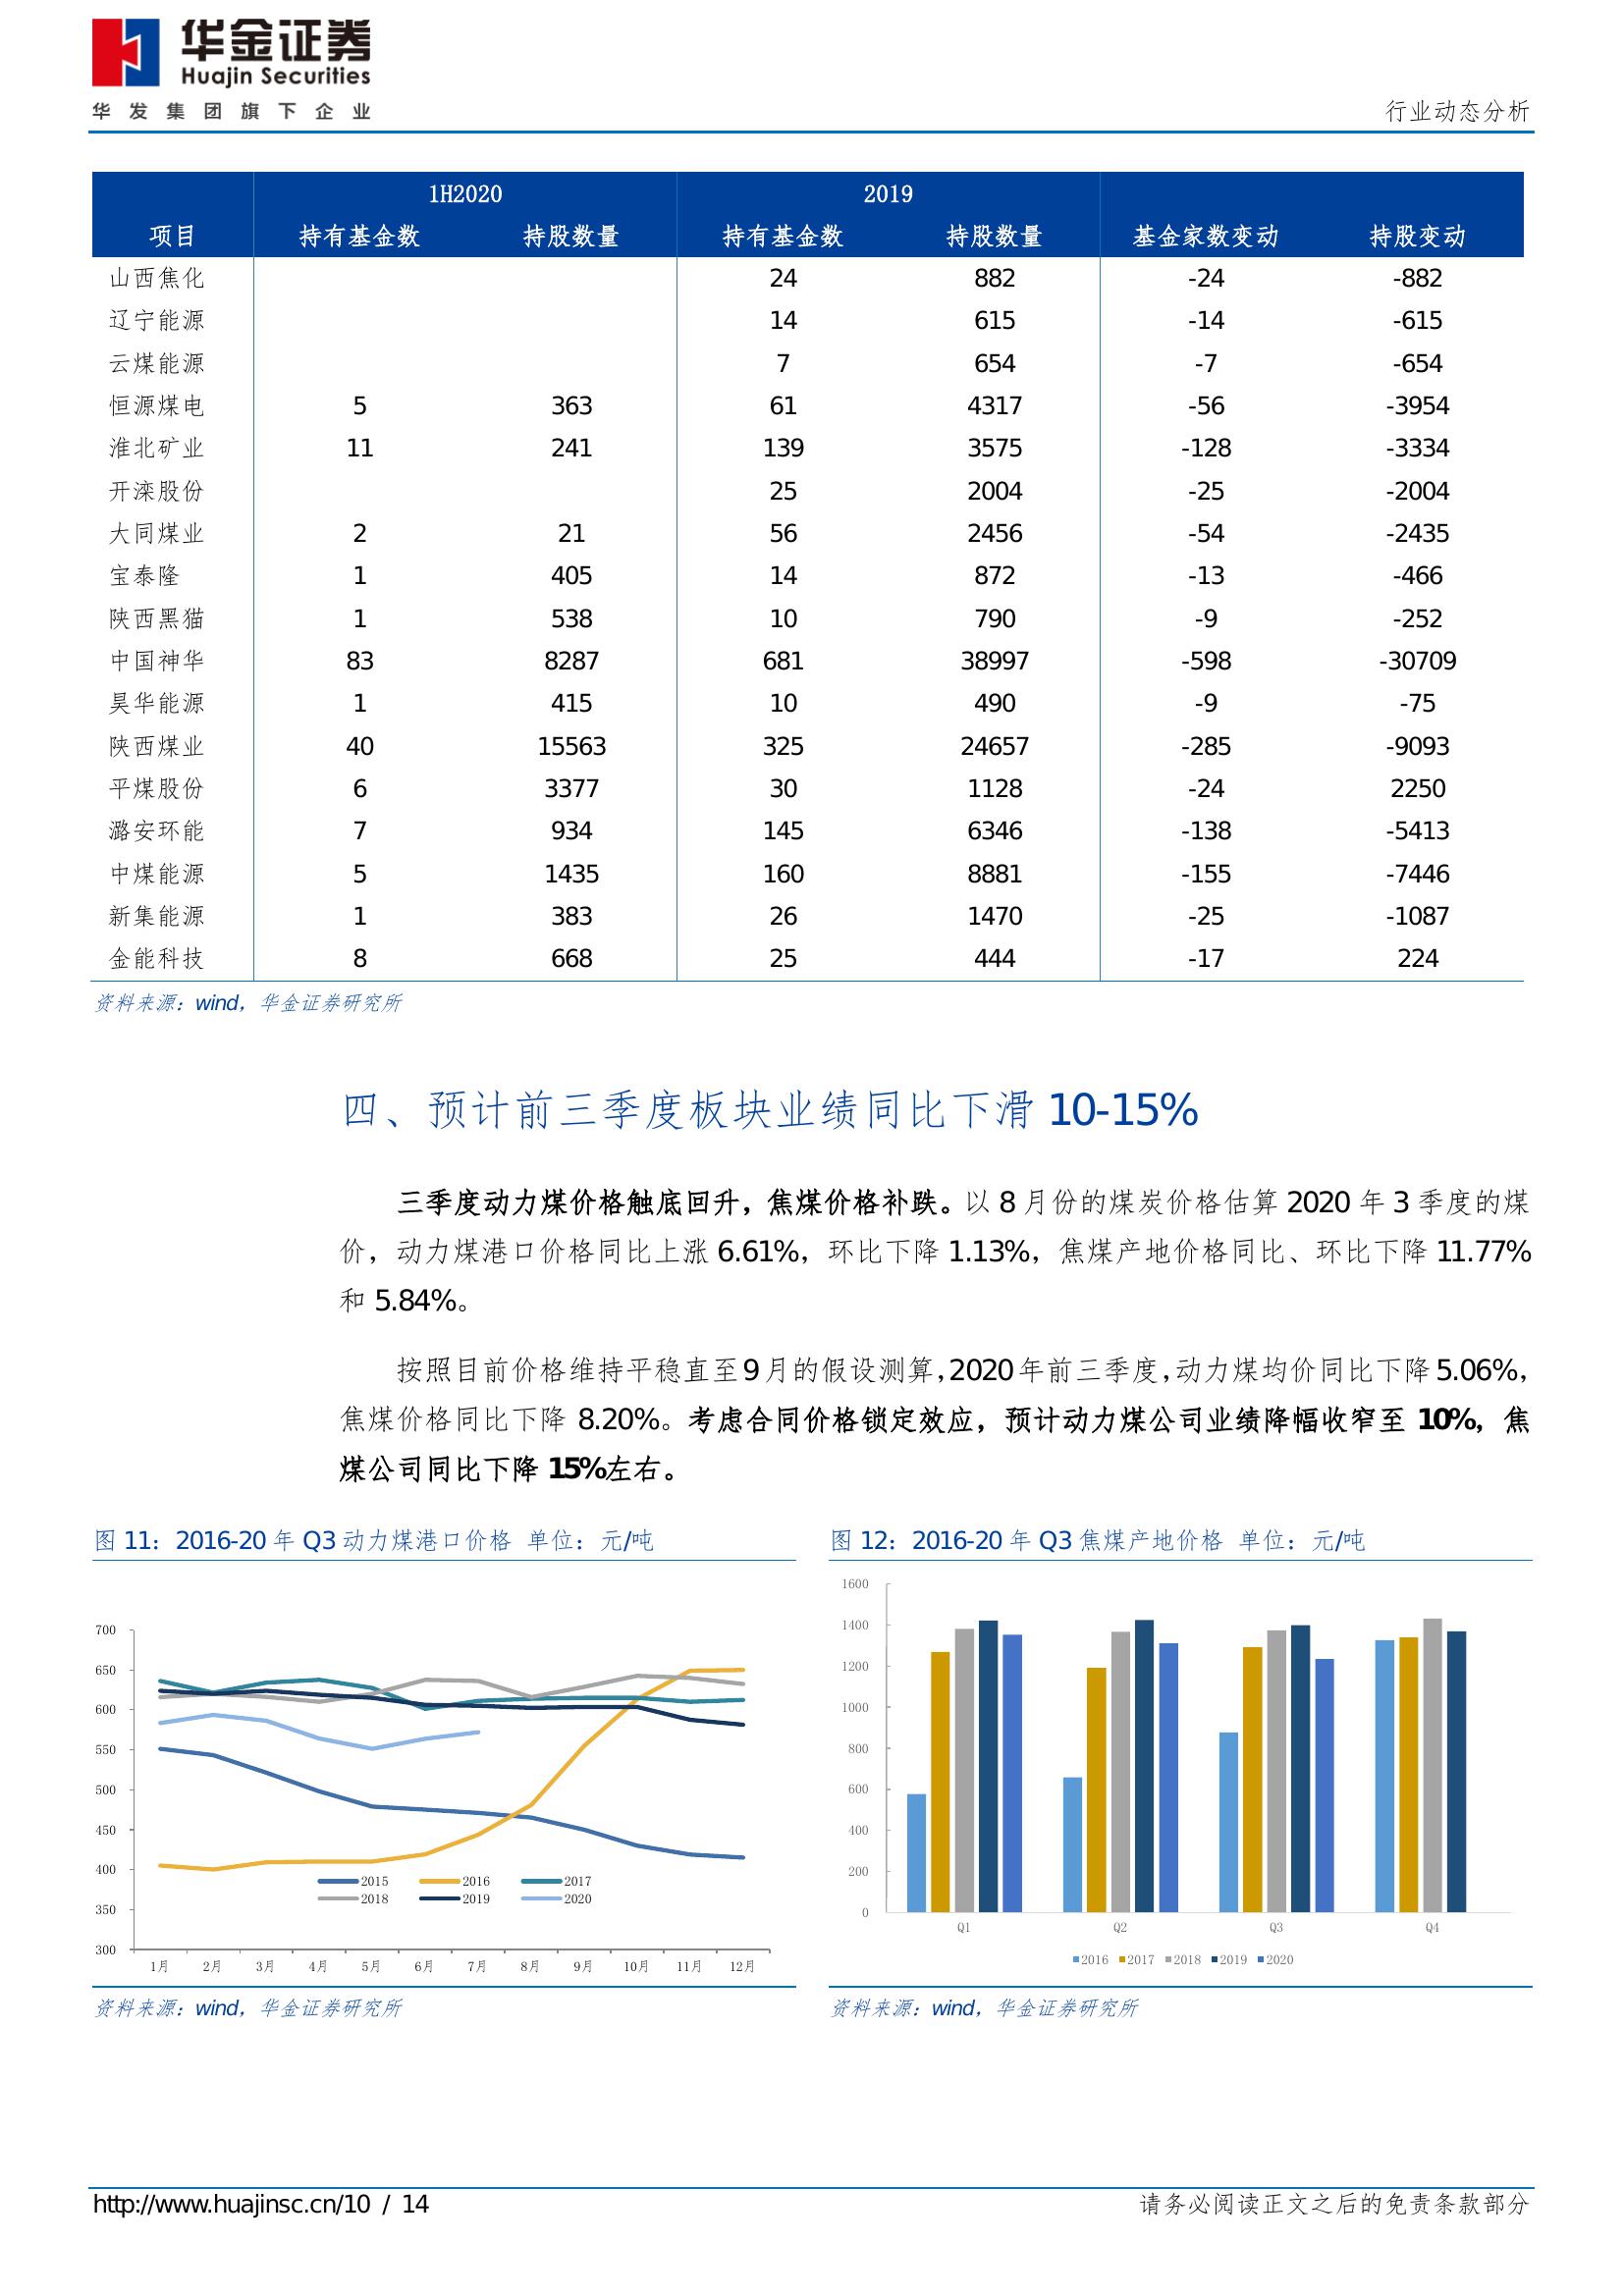 华金证券
Huajin Securities
华发集团旗下企业
行业动态分析
1H2020 2019
项目 持有基金数 持股数量 持有基金数 持股数量 基金家数变动 持股变动
山西焦化 24 882 -24 -882
辽宁能源 14 615 -14 -615
云煤能源 7 654 -7 -654
恒源煤电 5 363 61 4317 -56 -3954
淮北矿业 11 241 139 3575 -128 -3334
开滦股份 25 2004 -25 -2004
大同煤业 2 21 56 2456 -54 -2435
宝泰隆 1 405 14 872 -13 -466
陕西黑猫 1 538 10 790 -9 -252
中国神华 83 8287 681 38997 -598 -30709
昊华能源 1 415 10 490 -9 -75
陕西煤业 40 15563 325 24657 -285 -9093
平煤股份 6 3377 30 1128 -24 2250
潞安环能 7 934 145 6346 -138 -5413
中煤能源 5 1435 160 8881 -155 -7446
新集能源 1 383 26 1470 -25 -1087
金能科技 8 668 25 444 -17 224
资料来源：wind，华金证券研究所
四、预计前三季度板块业绩同比下滑 10-15%
三季度动力煤价格触底回升，焦煤价格补跌。以 8 月份的煤炭价格估算 2020 年 3 季度的煤
价，动力煤港口价格同比上涨 6.61%，环比下降 1.13%，焦煤产地价格同比、环比下降 11.77%
和 5.84%。
按照目前价格维持平稳直至 9 月的假设测算，2020 年前三季度，动力煤均价同比下降 5.06%，
焦煤价格同比下降 8.20%。考虑合同价格锁定效应，预计动力煤公司业绩降幅收窄至 10%，焦
煤公司同比下降 15%左右。
图 11：2016-20 年 Q3 动力煤港口价格 单位：元/吨
700
650
600
550
500
450
400
350
300
2015 2016 2017
2018 2019 2020
1月 2月 3月 4月 5月 6月 7月 8月 9月 10月 11月 12月
资料来源：wind，华金证券研究所
图 12：2016-20 年 Q3 焦煤产地价格 单位：元/吨
1600
1400
1200
1000
800
600
400
200
0
Q1 Q2 Q3 Q4
2016 2017 2018 2019 2020
资料来源：wind，华金证券研究所
http://www.huajinsc.cn/10 / 14
请务必阅读正文之后的免责条款部分